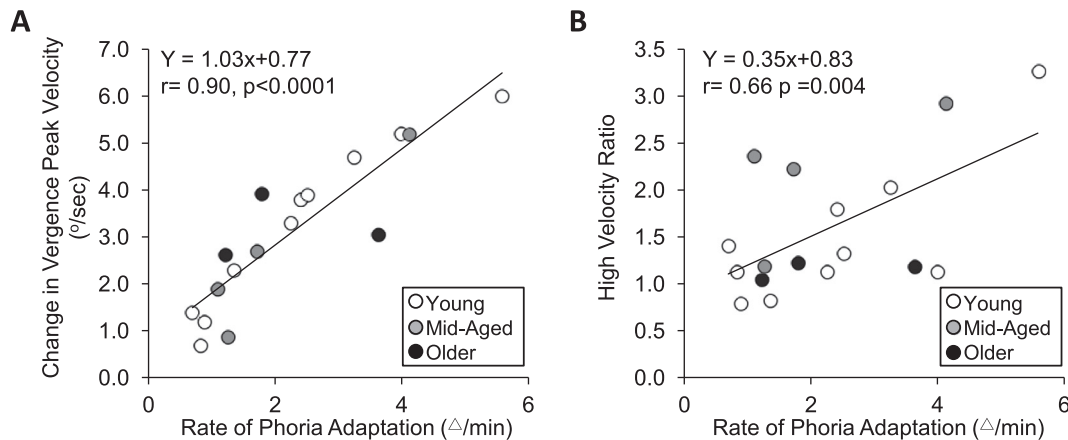 A
Y = 1.03x+0.77
r= 0.90, p<0.0001
Change in Vergence Peak Velocity
(º/sec)
7.0
6.0
5.0
4.0
3.0
2.0
1.0
0.0
0
2
4
6
Rate of Phoria Adaptation (△/min)
Young
Mid-Aged
Older
B
Y = 0.35x+0.83
r= 0.66 p =0.004
High Velocity Ratio
3.5
3.0
2.5
2.0
1.5
1.0
0.5
0.0
0
2
4
6
Rate of Phoria Adaptation (△/min)
Young
Mid-Aged
Older